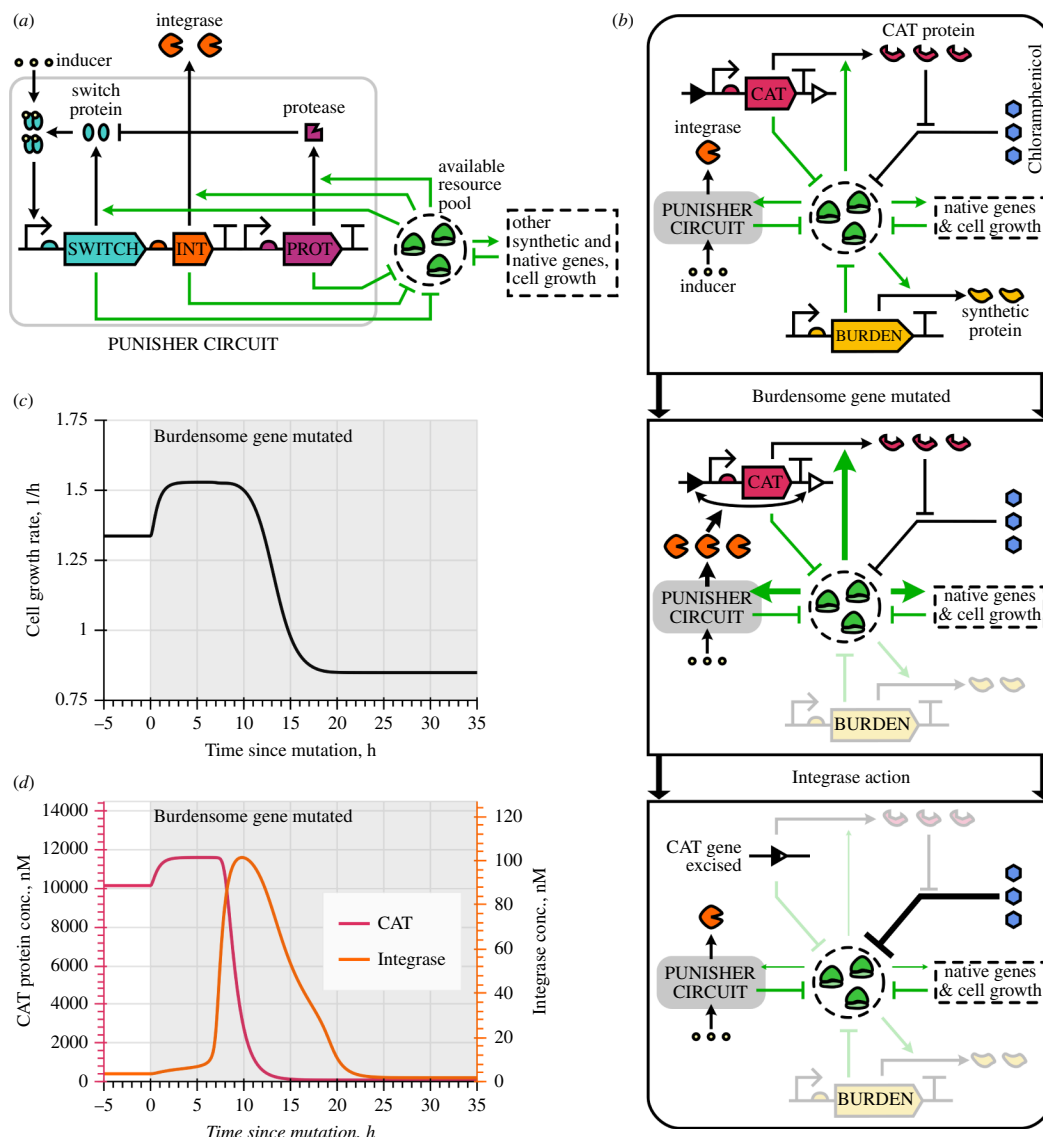 (a)
integrase
inducer
switch
protein
protease
available
resource
pool
SWITCH
INT
PROT
other
synthetic and
native genes,
cell growth
PUNISHER CIRCUIT
(b)
CAT protein
CAT
integrase
Chloramphenicol
PUNISHER
CIRCUIT
native genes
& cell growth
inducer
synthetic
protein
BURDEN
Burdensome gene mutated
CAT
PUNISHER
CIRCUIT
native genes
& cell growth
BURDEN
Integrase action
CAT gene
excised
PUNISHER
CIRCUIT
native genes
& cell growth
BURDEN
(c)
Burdensome gene mutated
Cell growth rate, 1/h
1.75
1.5
1.25
1
0.75
–5 0 5 10 15 20 25 30 35
Time since mutation, h
(d)
Burdensome gene mutated
CAT protein conc., nM
14000
12000
10000
8000
6000
4000
2000
0
CAT
Integrase
120
100
80
60
40
20
0
Integrase conc., nM
–5 0 5 10 15 20 25 30 35
Time since mutation, h